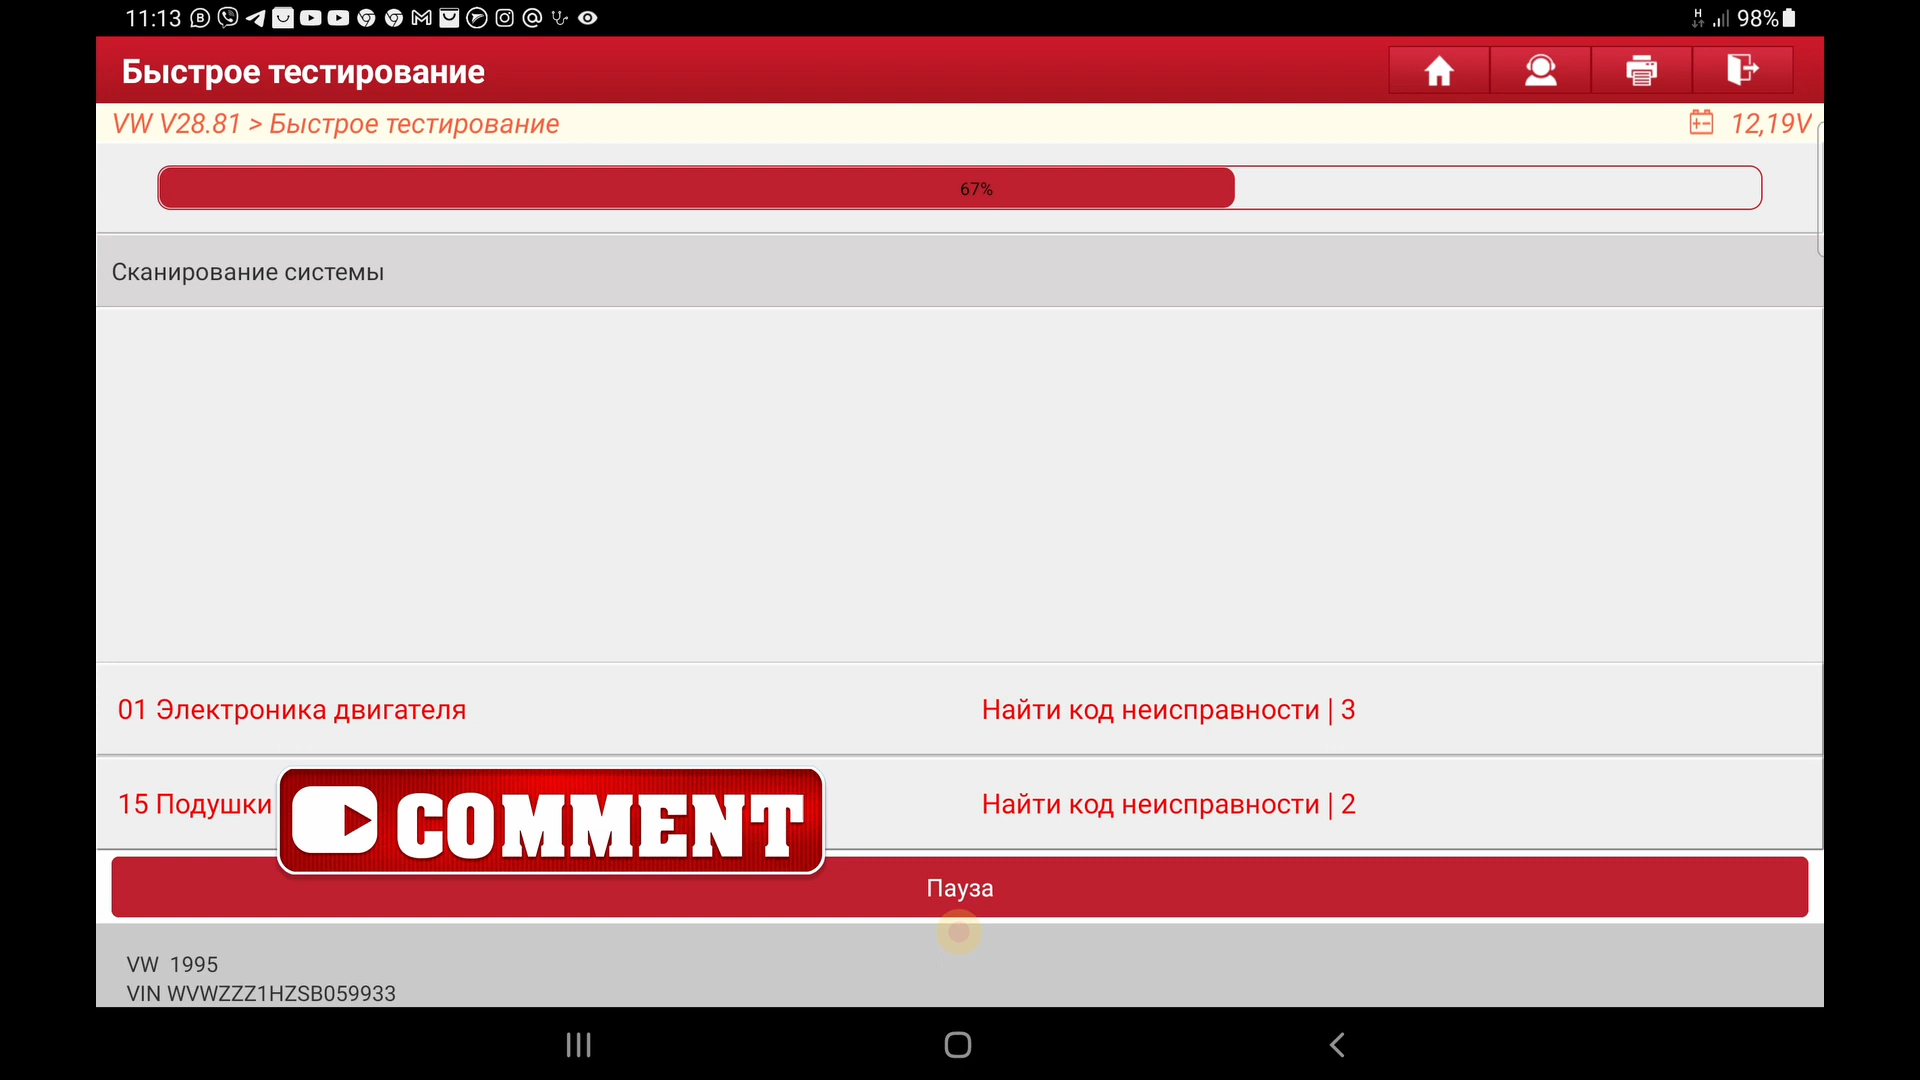 11:13
98%
Быстрое тестирование
VW V28.81 > Быстрое тестирование
12,19V
67%
Сканирование системы
01 Электроника двигателя
Найти код неисправности | 3
15 Подушки
Найти код неисправности | 2
COMMENT
Пауза
VW 1995
VIN WVWZZZ1HZSB059933